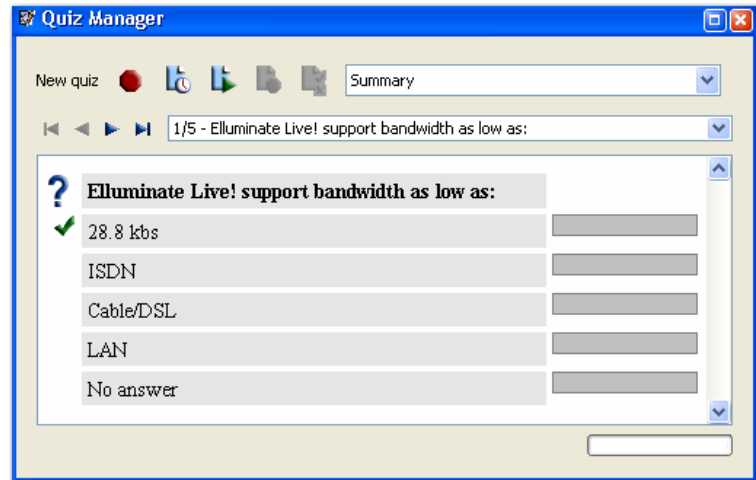 Quiz Manager
New quiz Summary
1/5 - Elluminate Live! support bandwidth as low as:
? Elluminate Live! support bandwidth as low as:
28.8 kbs
ISDN
Cable/DSL
LAN
No answer